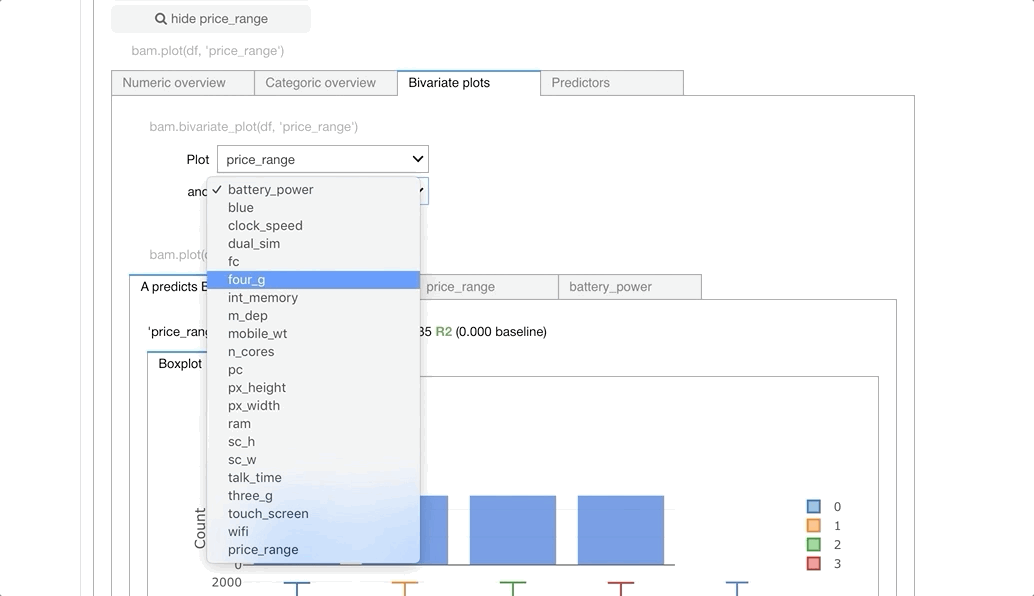 hide price_range
bam.plot(df, 'price_range')
Numeric overview Categoric overview Bivariate plots Predictors
bam.bivariate_plot(df, 'price_range')
Plot price_range
and
✓ battery_power
blue
clock_speed
dual_sim
fc
four_g
int_memory
m_dep
mobile_wt
n_cores
pc
px_height
px_width
ram
sc_h
sc_w
talk_time
three_g
touch_screen
wifi
price_range
bam.plot(
A predicts price_range battery_power
R2 (0.000 baseline)
Boxplot
Count
0
2000
0
1
2
3